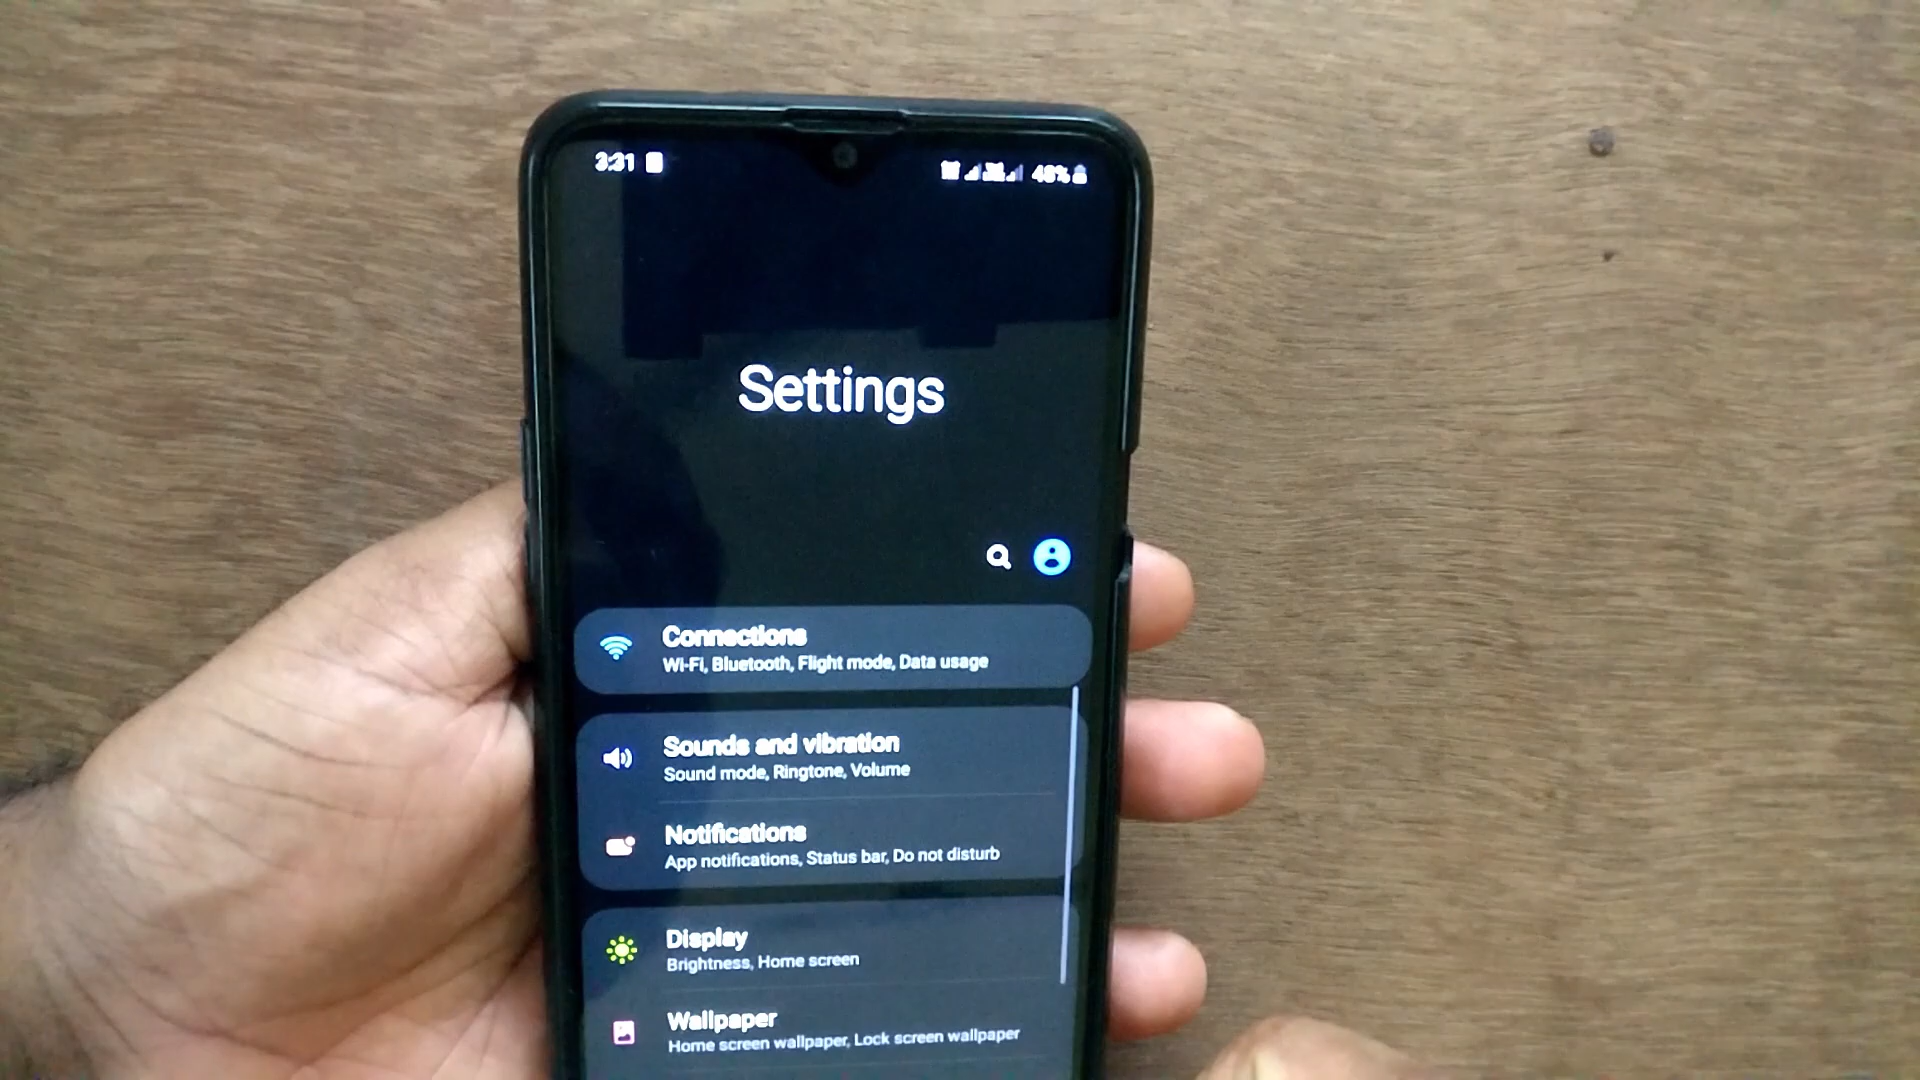 3:31
Settings
Connections
Wi-Fi, Bluetooth, Flight mode, Data usage
Sounds and vibration
Sound mode, Ringtone, Volume
Notifications
App notifications, Status bar, Do not disturb
Display
Brightness, Home screen
Wallpaper
Home screen wallpaper, Lock screen wallpaper